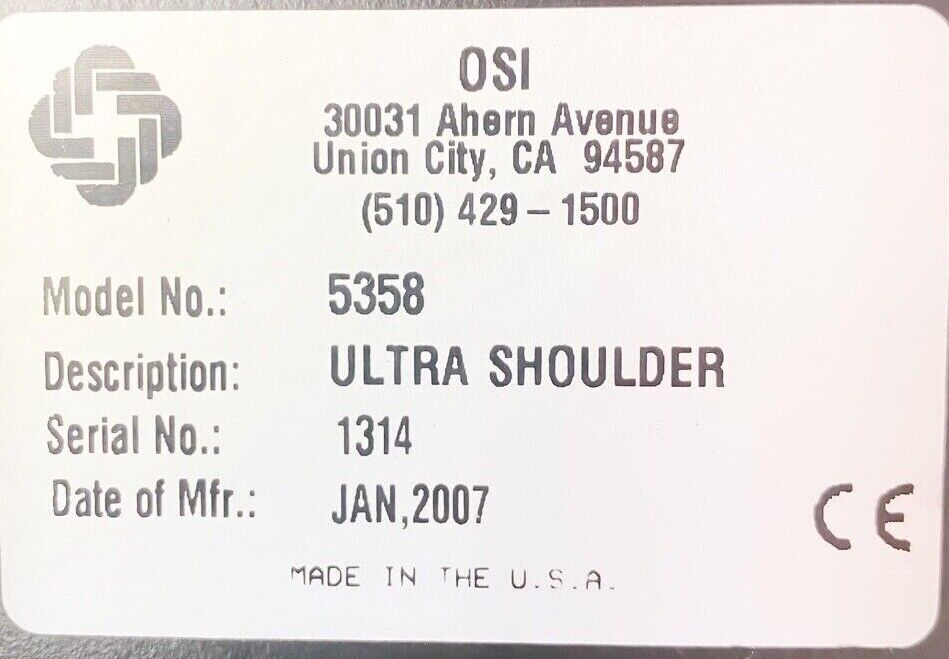 OSI
30031 Ahern Avenue
Union City, CA 94587
(510) 429-1500
Model No.: 5358
Description: ULTRA SHOULDER
Serial No.: 1314
Date of Mfr.: JAN,2007
CE
MADE IN THE U.S.A.